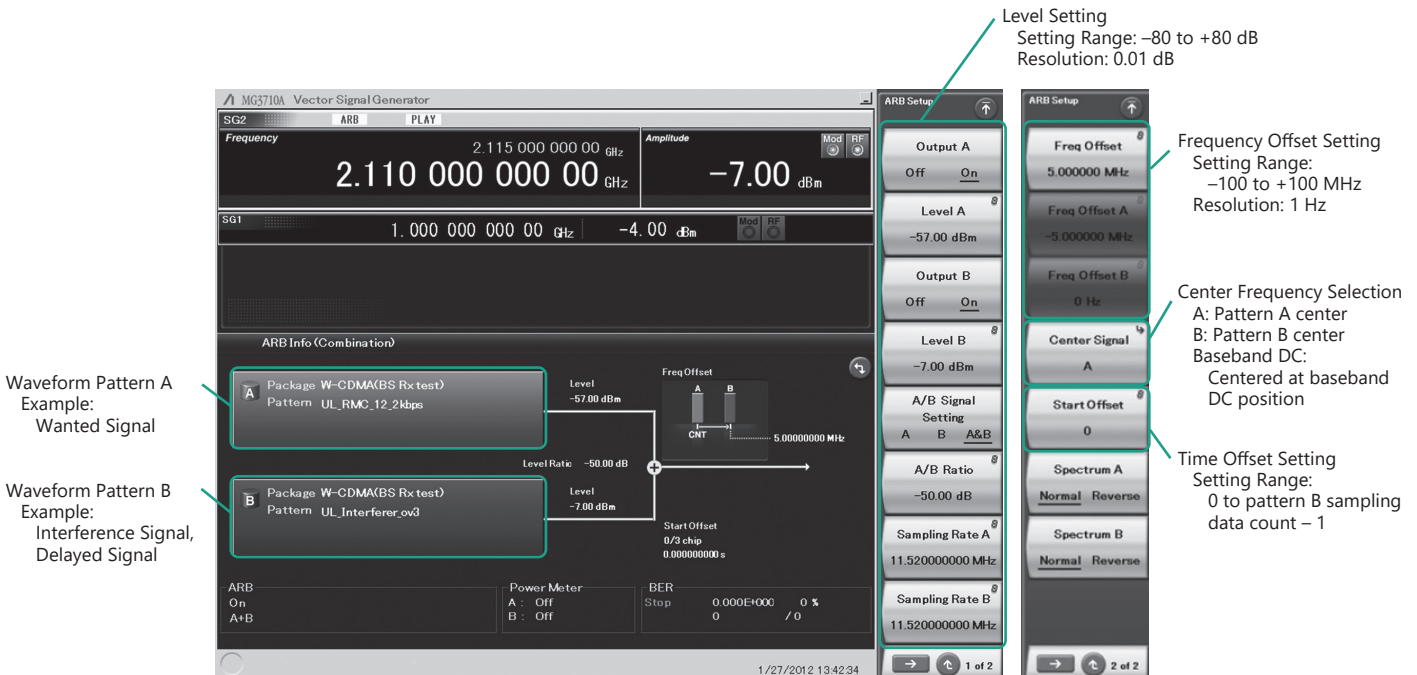 Level Setting
Setting Range: –80 to +80 dB
Resolution: 0.01 dB
MG3710A Vector Signal Generator
SG2 ARB PLAY
Frequency
2.115 000 000 00 GHz
2.110 000 000 00 GHz
Amplitude
Mod RF
−7.00 dBm
SG1
1. 000 000 000 00 GHz −4. 00 dBm
Mod RF
ARB Info (Combination)
A
Package W-CDMA(BS Rx test)
Pattern UL_RMC_12_2kbps
Level
-57.00 dBm
Freq Offset
A B
CNT
5.00000000 MHz
Level Ratio -50.00 dB
B
Package W-CDMA(BS Rx test)
Pattern UL_Interferer_ov3
Level
-7.00 dBm
Start Offset
0/3 chip
0.000000000 s
ARB
On
A+B
Power Meter
A : Off
B : Off
BER
Stop 0.000E+000 0 %
0 / 0
1/27/2012 13:42:34
ARB Setup
Output A
Off On
Level A
−57.00 dBm
Output B
Off On
Level B
−7.00 dBm
A/B Signal
Setting
A B A&B
A/B Ratio
−50.00 dB
Sampling Rate A
11.520000000 MHz
Sampling Rate B
11.520000000 MHz
1 of 2
ARB Setup
Freq Offset
5.000000 MHz
Freq Offset A
−5.000000 MHz
Freq Offset B
0 Hz
Center Signal
A
Start Offset
0
Spectrum A
Normal Reverse
Spectrum B
Normal Reverse
2 of 2
Waveform Pattern A
Example:
Wanted Signal
Waveform Pattern B
Example:
Interference Signal,
Delayed Signal
Frequency Offset Setting
Setting Range:
–100 to +100 MHz
Resolution: 1 Hz
Center Frequency Selection
A: Pattern A center
B: Pattern B center
Baseband DC:
Centered at baseband
DC position
Time Offset Setting
Setting Range:
0 to pattern B sampling
data count – 1